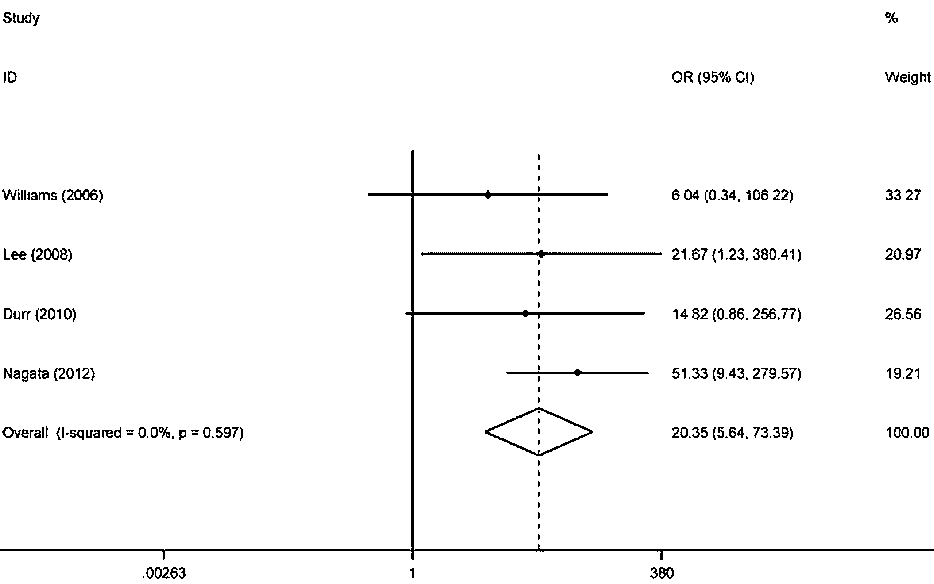 Study %
ID OR (95% CI) Weight
Williams (2006) 6.04 (0.34, 106.22) 33.27
Lee (2008) 21.67 (1.23, 380.41) 20.97
Durr (2010) 14.82 (0.86, 256.77) 26.56
Nagata (2012) 51.33 (9.43, 279.57) 19.21
Overall (I-squared = 0.0%, p = 0.597) 20.35 (5.64, 73.39) 100.00
.00263 1 380